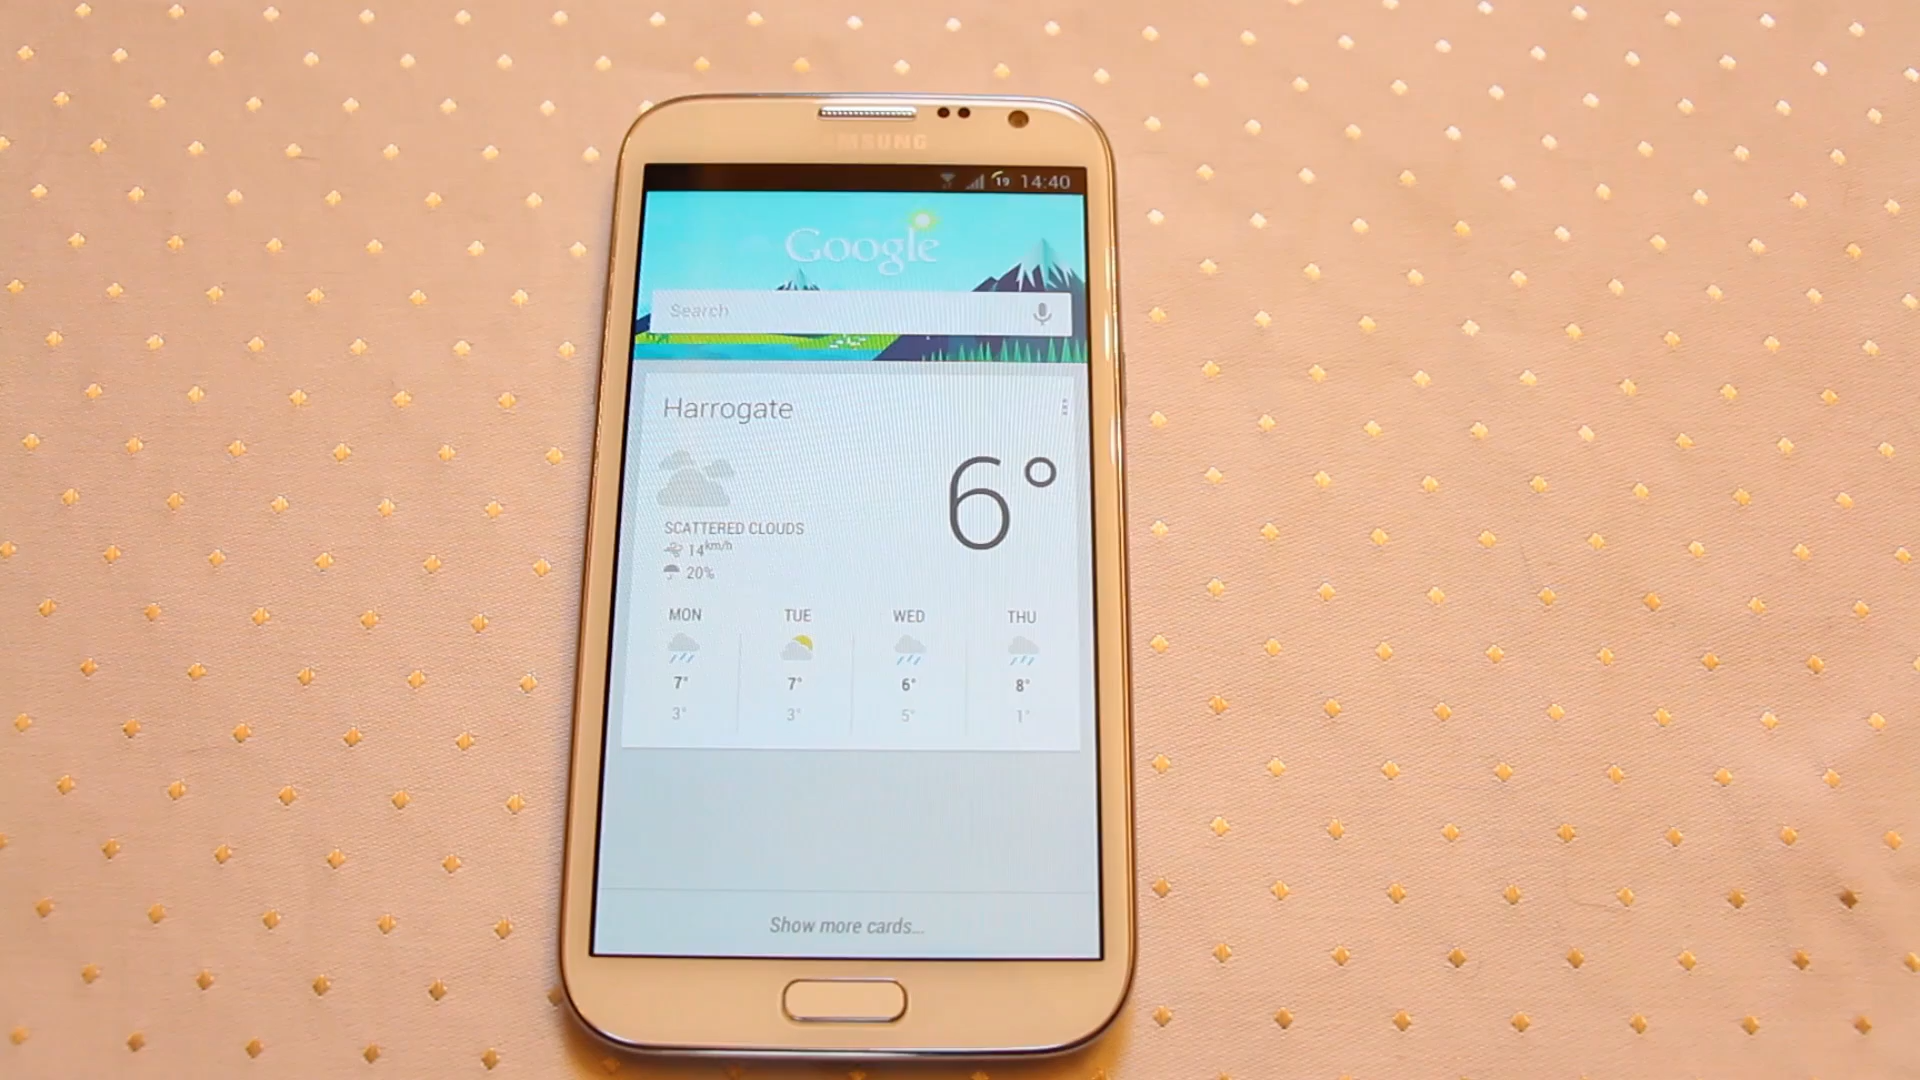 SAMSUNG
19 14:40
Google
Search
Harrogate
6°
SCATTERED CLOUDS
14km/h
20%
MON TUE WED THU
7° 7° 6° 8°
3° 3° 5° 1°
Show more cards...